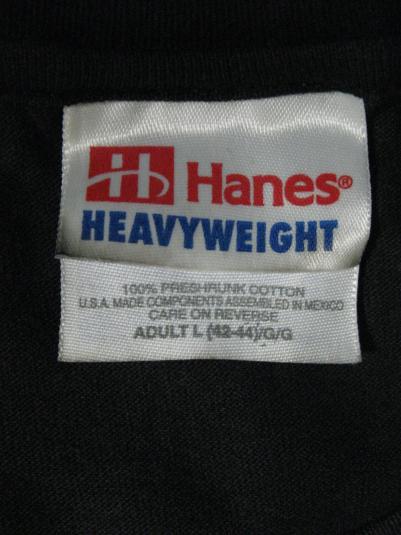 Hanes®
HEAVYWEIGHT
100% PRESHRUNK COTTON
U.S.A. MADE COMPONENTS ASSEMBLED IN MEXICO
CARE ON REVERSE
ADULT L (42-44)/G/G